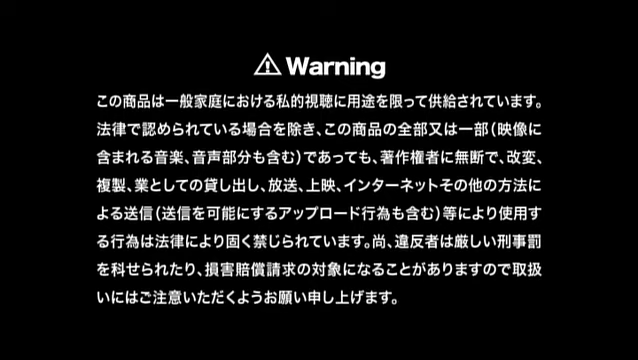 ⚠ Warning
この商品は一般家庭における私的視聴に用途を限って供給されています。
法律で認められている場合を除き、この商品の全部又は一部(映像に
含まれる音楽、音声部分も含む)であっても、著作権者に無断で、改変、
複製、業としての貸し出し、放送、上映、インターネットその他の方法に
よる送信(送信を可能にするアップロード行為も含む)等により使用す
る行為は法律により固く禁じられています。尚、違反者は厳しい刑事罰
を科せられたり、損害賠償請求の対象になることがありますので取扱
いにはご注意いただくようお願い申し上げます。